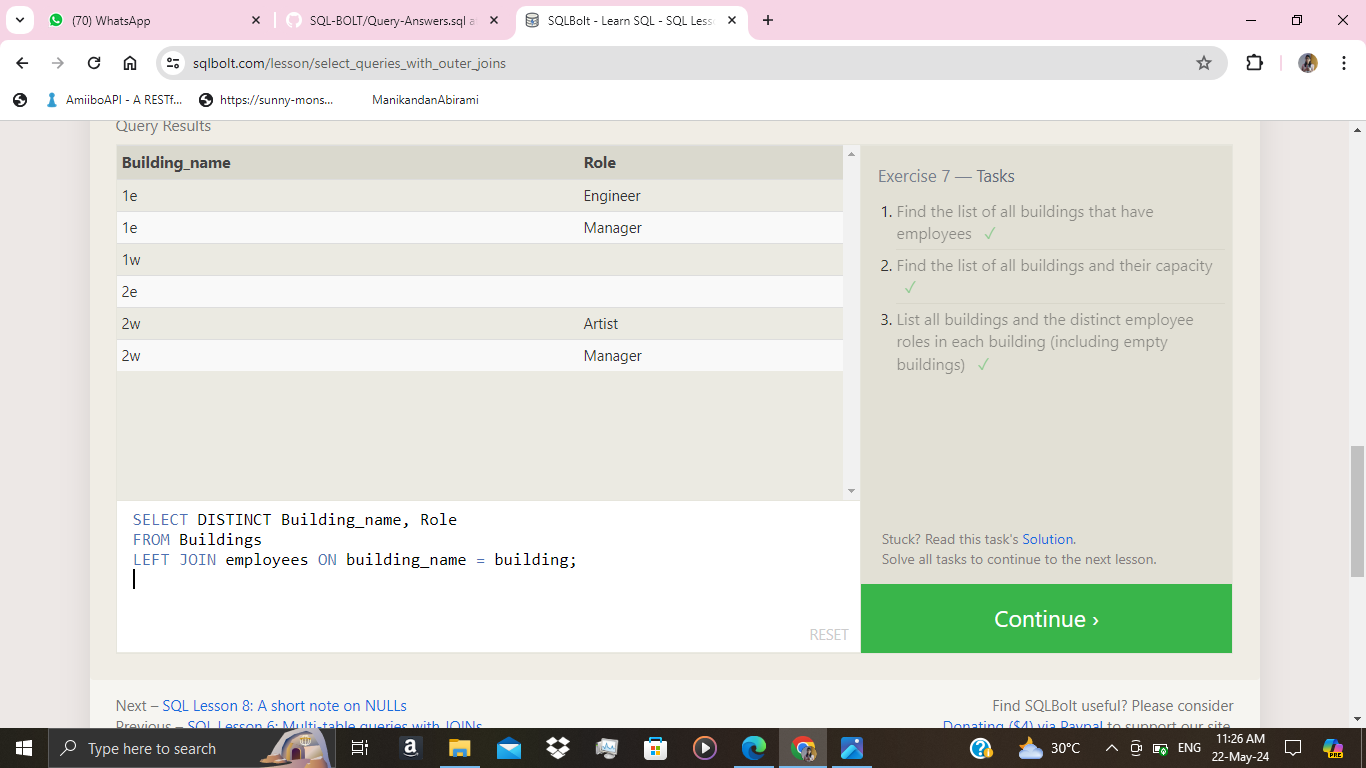 (70) WhatsApp
SQL-BOLT/Query-Answers.sql a
SQLBolt - Learn SQL - SQL Less
sqlbolt.com/lesson/select_queries_with_outer_joins
AmiiboAPI - A RESTf...
https://sunny-mons...
ManikandanAbirami
Query Results
Building_name Role
1e Engineer
1e Manager
1w
2e
2w Artist
2w Manager
Exercise 7 — Tasks
1. Find the list of all buildings that have
employees ✓
2. Find the list of all buildings and their capacity
✓
3. List all buildings and the distinct employee
roles in each building (including empty
buildings) ✓
SELECT DISTINCT Building_name, Role
FROM Buildings
LEFT JOIN employees ON building_name = building;
RESET
Stuck? Read this task's Solution.
Solve all tasks to continue to the next lesson.
Continue ›
Next – SQL Lesson 8: A short note on NULLs
Previous – SQL Lesson 6: Multi-table queries with JOINs
Find SQLBolt useful? Please consider
Donating ($4) via Paypal to support our site.
Type here to search
30°C
ENG
11:26 AM
22-May-24
PRE